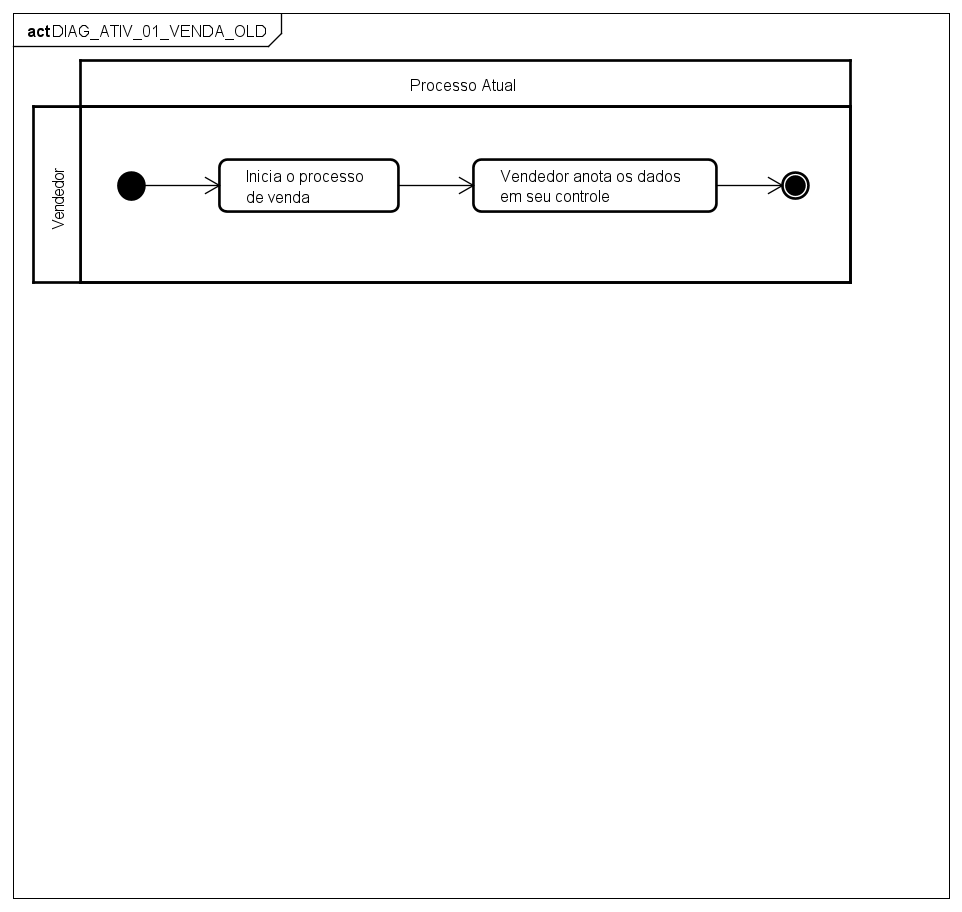 act DIAG_ATIV_01_VENDA_OLD
Processo Atual
Vendedor
Inicia o processo
de venda
Vendedor anota os dados
em seu controle